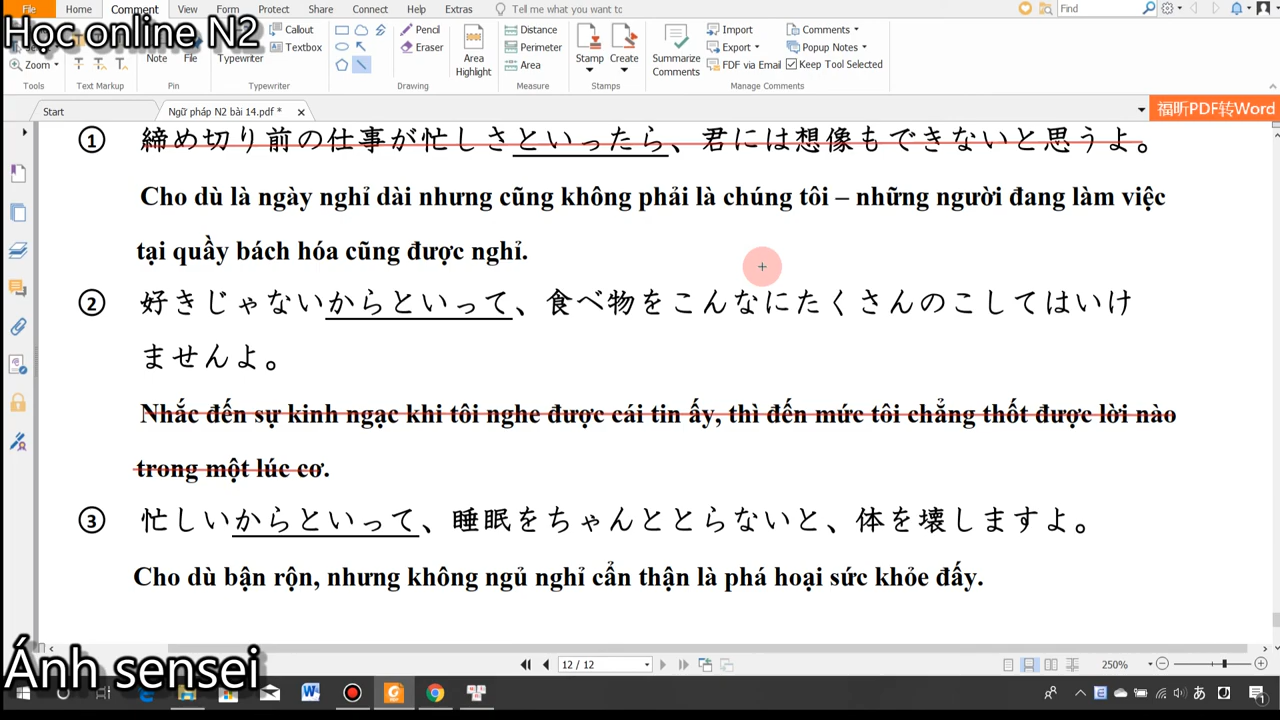 File Home Comment View Form Protect Share Connect Help Extras Tell me what you want tc Find
Học online N2
Callout Pencil Distance Import Comments
Textbox Eraser Perimeter Export Popup Notes
Zoom Note File Typewriter Area Highlight Area Stamp Create Summarize Comments FDF via Email Keep Tool Selected
Tools Text Markup Pin Typewriter Drawing Measure Stamps Manage Comments
Start Ngữ pháp N2 bài 14.pdf * 福昕PDF转Word
① 締め切り前の仕事が忙しさといったら、君には想像もできないと思うよ。
Cho dù là ngày nghỉ dài nhưng cũng không phải là chúng tôi – những người đang làm việc
tại quầy bách hóa cũng được nghỉ.
② 好きじゃないからといって、食べ物をこんなにたくさんのこしてはいけ
ませんよ。
Nhắc đến sự kinh ngạc khi tôi nghe được cái tin ấy, thì đến mức tôi chẳng thốt được lời nào
trong một lúc cơ.
③ 忙しいからといって、睡眠をちゃんととらないと、体を壊しますよ。
Cho dù bận rộn, nhưng không ngủ nghỉ cẩn thận là phá hoại sức khỏe đấy.
Ánh sensei
12 / 12 250%
あ